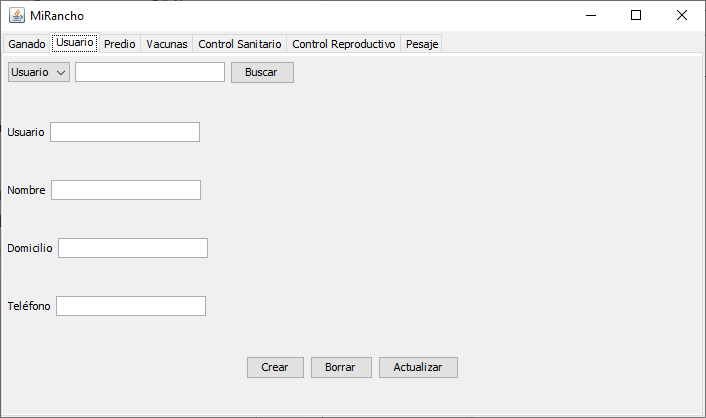 MiRancho
Ganado Usuario Predio Vacunas Control Sanitario Control Reproductivo Pesaje
Usuario Buscar
Usuario
Nombre
Domicilio
Teléfono
Crear Borrar Actualizar